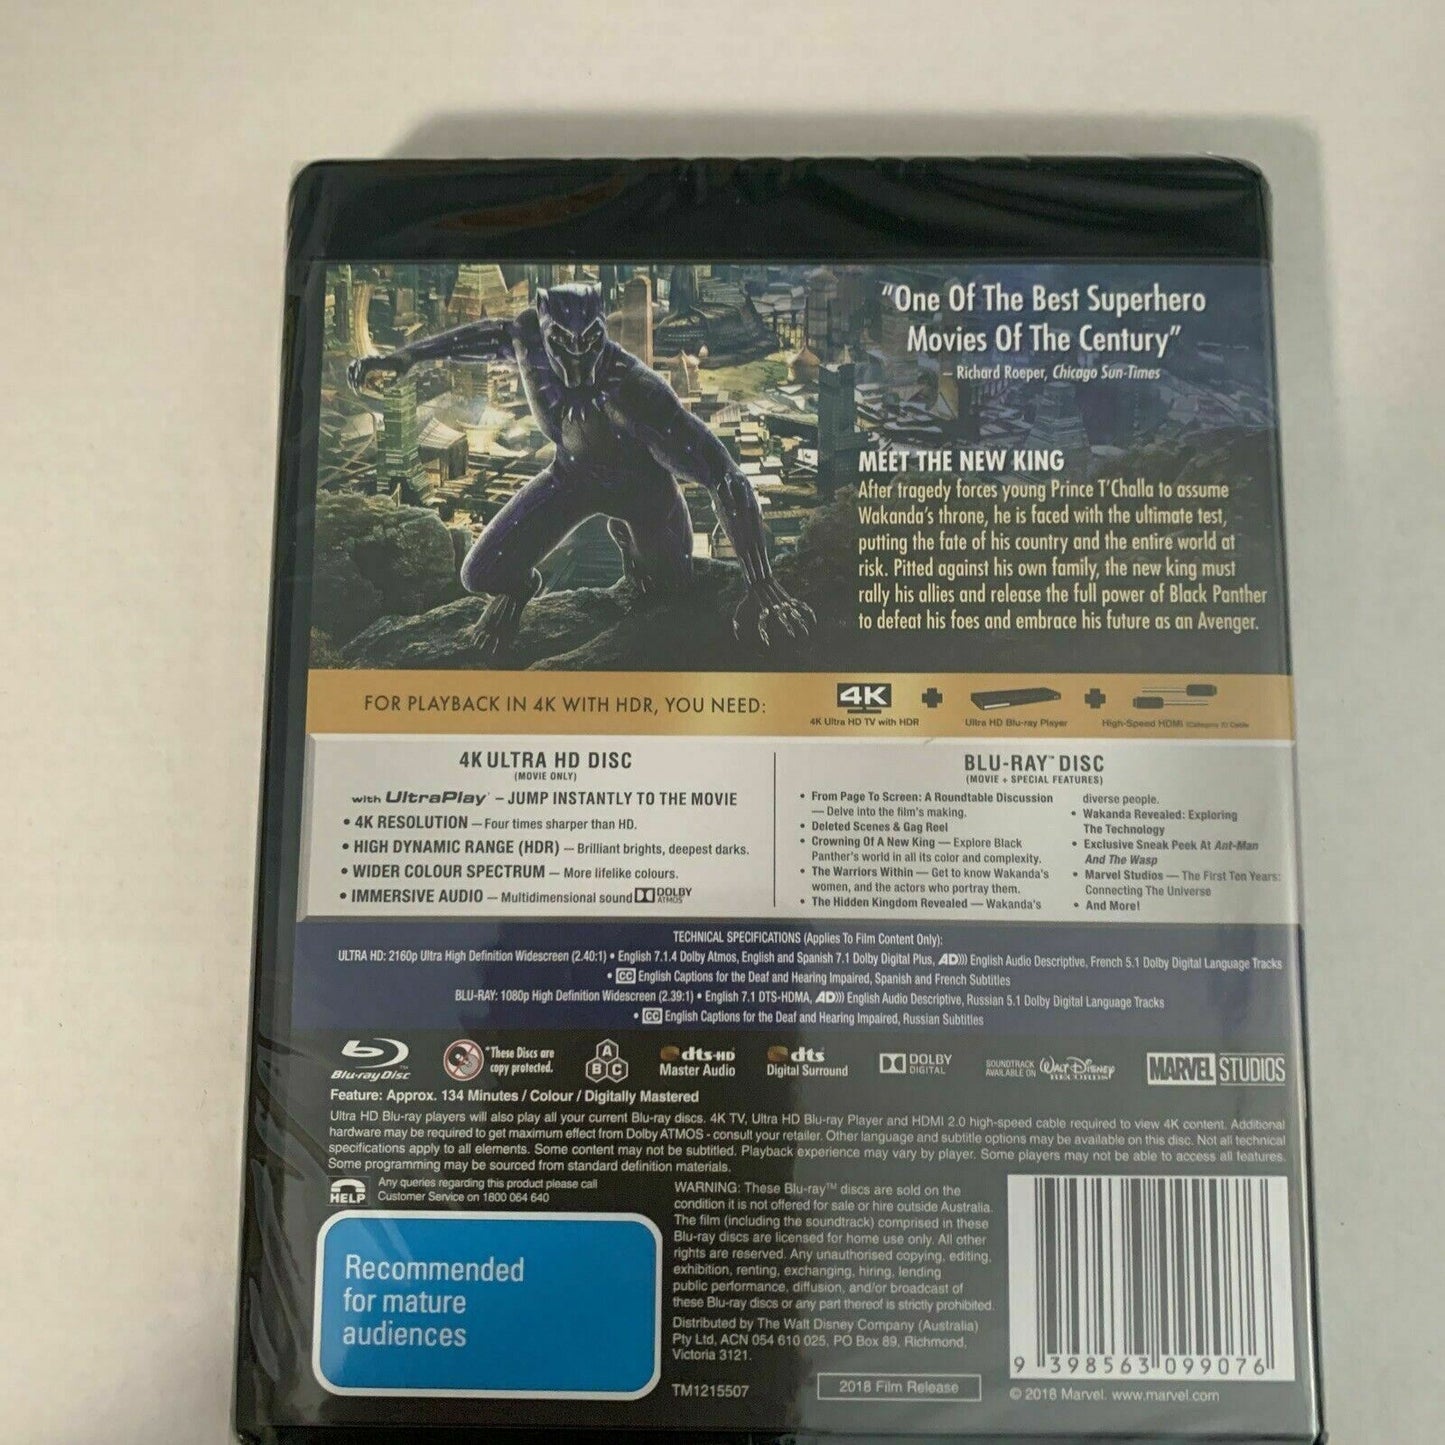 "One Of The Best Superhero
Movies Of The Century"
– Richard Roeper, Chicago Sun-Times
MEET THE NEW KING
After tragedy forces young Prince T'Challa to assume
Wakanda's throne, he is faced with the ultimate test,
putting the fate of his country and the entire world at
risk. Pitted against his own family, the new king must
rally his allies and release the full power of Black Panther
to defeat his foes and embrace his future as an Avenger.
FOR PLAYBACK IN 4K WITH HDR, YOU NEED:
4K
4K Ultra HD TV with HDR
Ultra HD Blu-ray Player
High-Speed HDMI (Category 2) Cable
4K ULTRA HD DISC
(MOVIE ONLY)
with UltraPlay – JUMP INSTANTLY TO THE MOVIE
• 4K RESOLUTION — Four times sharper than HD.
• HIGH DYNAMIC RANGE (HDR) — Brilliant brights, deepest darks.
• WIDER COLOUR SPECTRUM — More lifelike colours.
• IMMERSIVE AUDIO — Multidimensional sound DOLBY ATMOS
BLU-RAY™ DISC
(MOVIE + SPECIAL FEATURES)
• From Page To Screen: A Roundtable Discussion
— Delve into the film's making.
• Deleted Scenes & Gag Reel
• Crowning Of A New King — Explore Black
Panther's world in all its color and complexity.
• The Warriors Within — Get to know Wakanda's
women, and the actors who portray them.
• The Hidden Kingdom Revealed — Wakanda's
diverse people.
• Wakanda Revealed: Exploring
The Technology
• Exclusive Sneak Peek At Ant-Man
And The Wasp
• Marvel Studios — The First Ten Years:
Connecting The Universe
• And More!
TECHNICAL SPECIFICATIONS (Applies To Film Content Only):
ULTRA HD: 2160p Ultra High Definition Widescreen (2.40:1) • English 7.1.4 Dolby Atmos, English and Spanish 7.1 Dolby Digital Plus, AD))) English Audio Descriptive, French 5.1 Dolby Digital Language Tracks
• CC English Captions for the Deaf and Hearing Impaired, Spanish and French Subtitles
BLU-RAY: 1080p High Definition Widescreen (2.39:1) • English 7.1 DTS-HDMA, AD))) English Audio Descriptive, Russian 5.1 Dolby Digital Language Tracks
• CC English Captions for the Deaf and Hearing Impaired, Russian Subtitles
Blu-ray Disc™
*These Discs are
copy protected.
A
B C
dts-HD
Master Audio
dts
Digital Surround
DOLBY
DIGITAL
SOUNDTRACK
AVAILABLE ON
Walt Disney
RECORDS
MARVEL STUDIOS
Feature: Approx. 134 Minutes / Colour / Digitally Mastered
Ultra HD Blu-ray players will also play all your current Blu-ray discs. 4K TV, Ultra HD Blu-ray Player and HDMI 2.0 high-speed cable required to view 4K content. Additional
hardware may be required to get maximum effect from Dolby ATMOS - consult your retailer. Other language and subtitle options may be available on this disc. Not all technical
specifications apply to all elements. Some content may not be subtitled. Playback experience may vary by player. Some players may not be able to access all features.
Some programming may be sourced from standard definition materials.
HELP
Any queries regarding this product please call
Customer Service on 1800 064 640
Recommended
for mature
audiences
WARNING: These Blu-ray™ discs are sold on the
condition it is not offered for sale or hire outside Australia.
The film (including the soundtrack) comprised in these
Blu-ray discs are licensed for home use only. All other
rights are reserved. Any unauthorised copying, editing,
exhibition, renting, exchanging, hiring, lending
public performance, diffusion, and/or broadcast of
these Blu-ray discs or any part thereof is strictly prohibited.
Distributed by The Walt Disney Company (Australia)
Pty Ltd, ACN 054 610 025, PO Box 89, Richmond,
Victoria 3121.
TM1215507
2018 Film Release
9 398563 099076
© 2018 Marvel. www.marvel.com